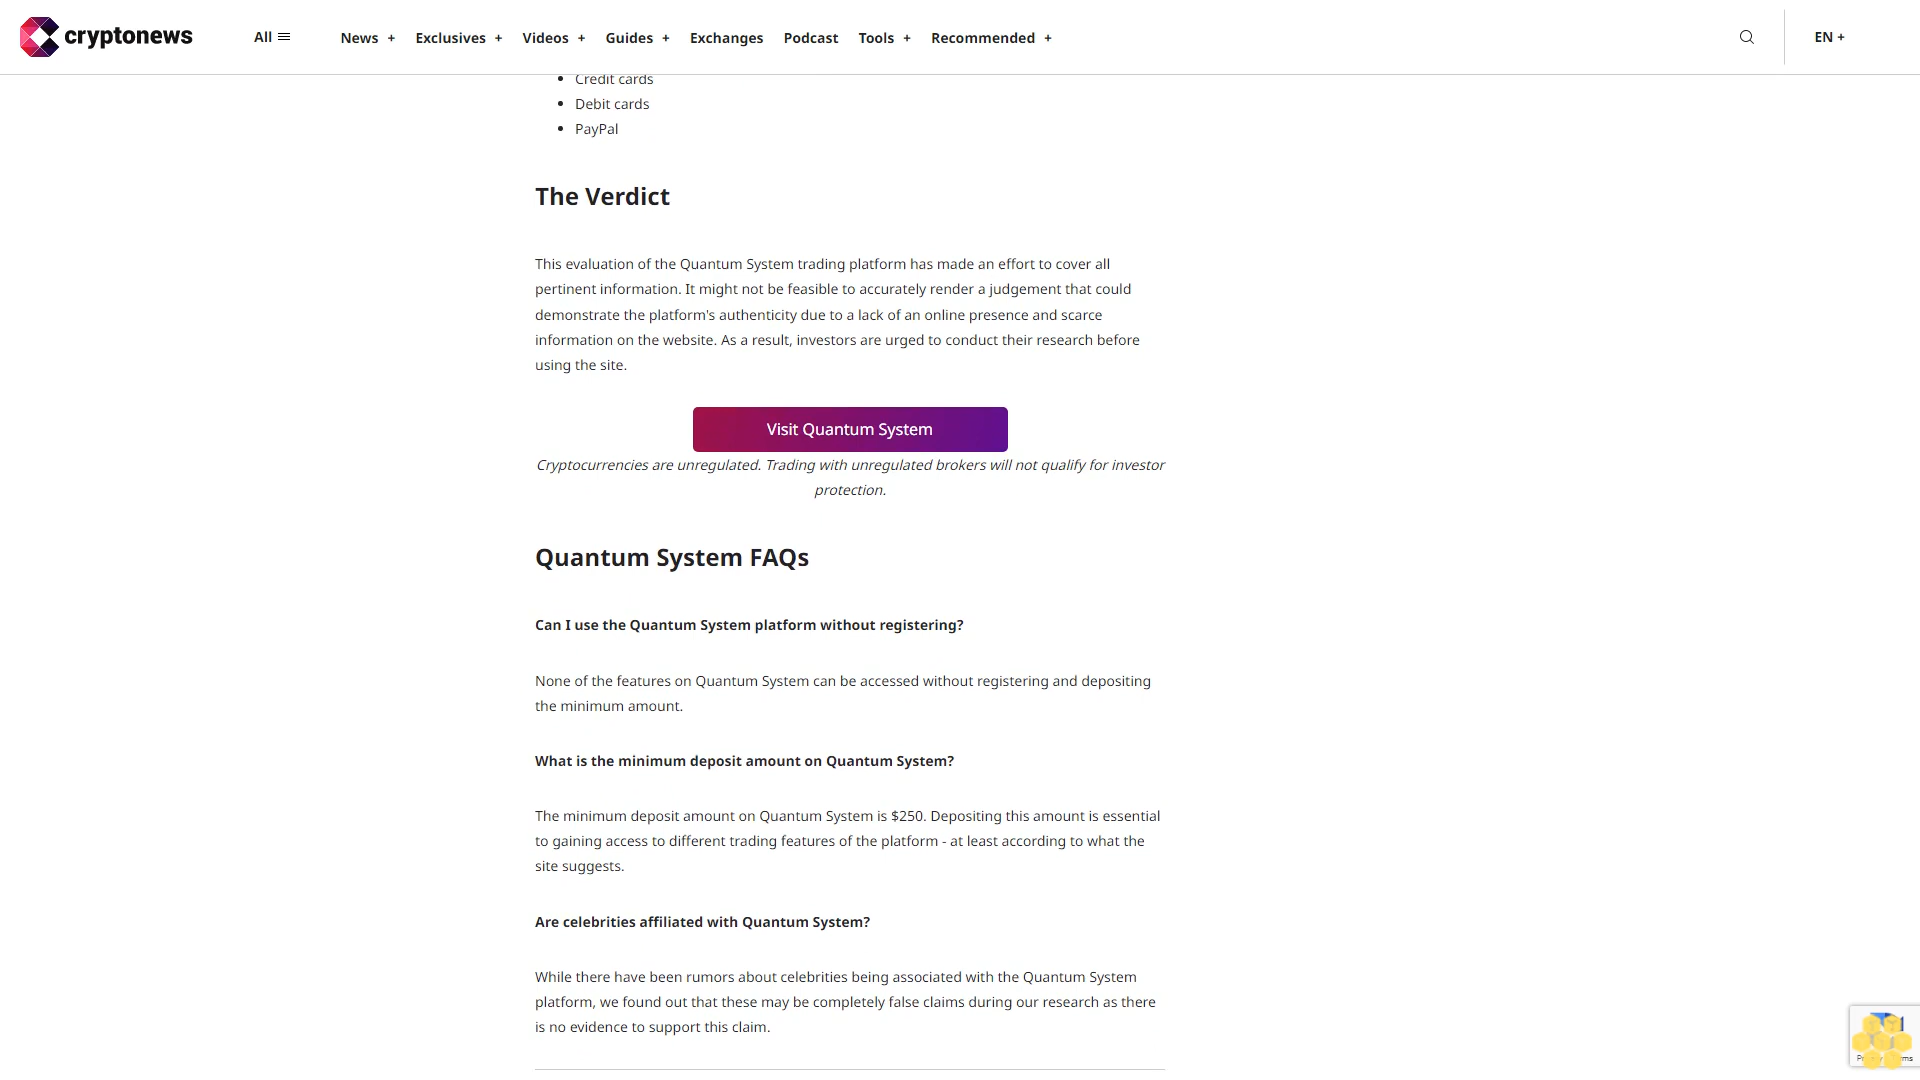 cryptonews
All
News +
Exclusives +
Videos +
Guides +
Exchanges
Podcast
Tools +
Recommended +
EN +
Credit cards
Debit cards
PayPal
The Verdict
This evaluation of the Quantum System trading platform has made an effort to cover all
pertinent information. It might not be feasible to accurately render a judgement that could
demonstrate the platform's authenticity due to a lack of an online presence and scarce
information on the website. As a result, investors are urged to conduct their research before
using the site.
Visit Quantum System
Cryptocurrencies are unregulated. Trading with unregulated brokers will not qualify for investor
protection.
Quantum System FAQs
Can I use the Quantum System platform without registering?
None of the features on Quantum System can be accessed without registering and depositing
the minimum amount.
What is the minimum deposit amount on Quantum System?
The minimum deposit amount on Quantum System is $250. Depositing this amount is essential
to gaining access to different trading features of the platform - at least according to what the
site suggests.
Are celebrities affiliated with Quantum System?
While there have been rumors about celebrities being associated with the Quantum System
platform, we found out that these may be completely false claims during our research as there
is no evidence to support this claim.